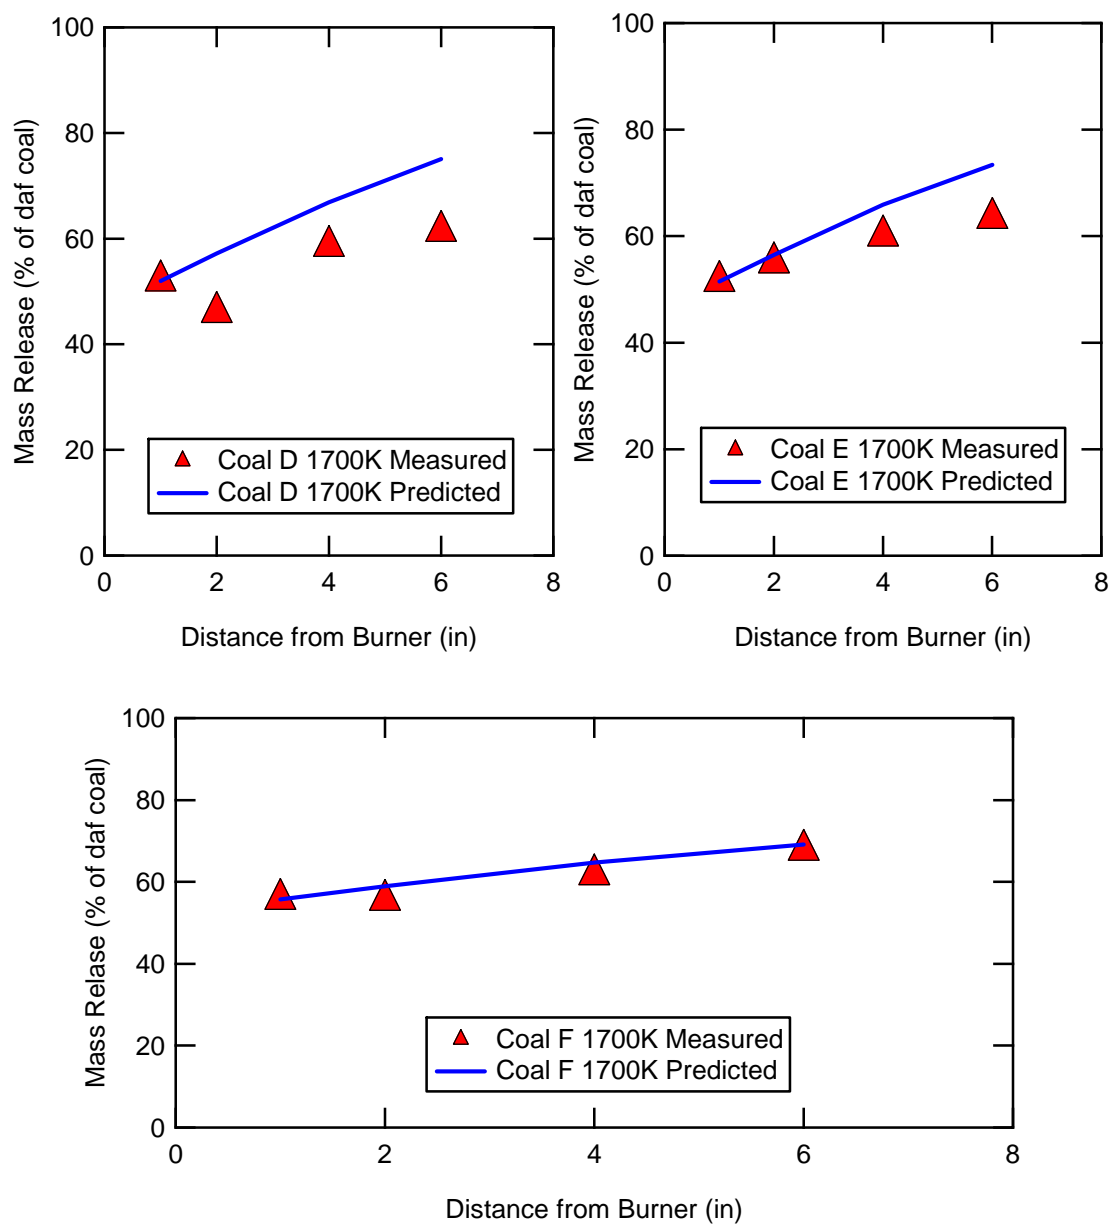 100
80
60
40
20
0
Mass Release (% of daf coal)
Coal D 1700K Measured
Coal D 1700K Predicted
0 2 4 6 8
Distance from Burner (in)
100
80
60
40
20
0
Mass Release (% of daf coal)
Coal E 1700K Measured
Coal E 1700K Predicted
0 2 4 6 8
Distance from Burner (in)
100
80
60
40
20
0
Mass Relase (% of daf coal)
Coal F 1700K Measured
Coal F 1700K Predicted
0 2 4 6 8
Distance from Burner (in)